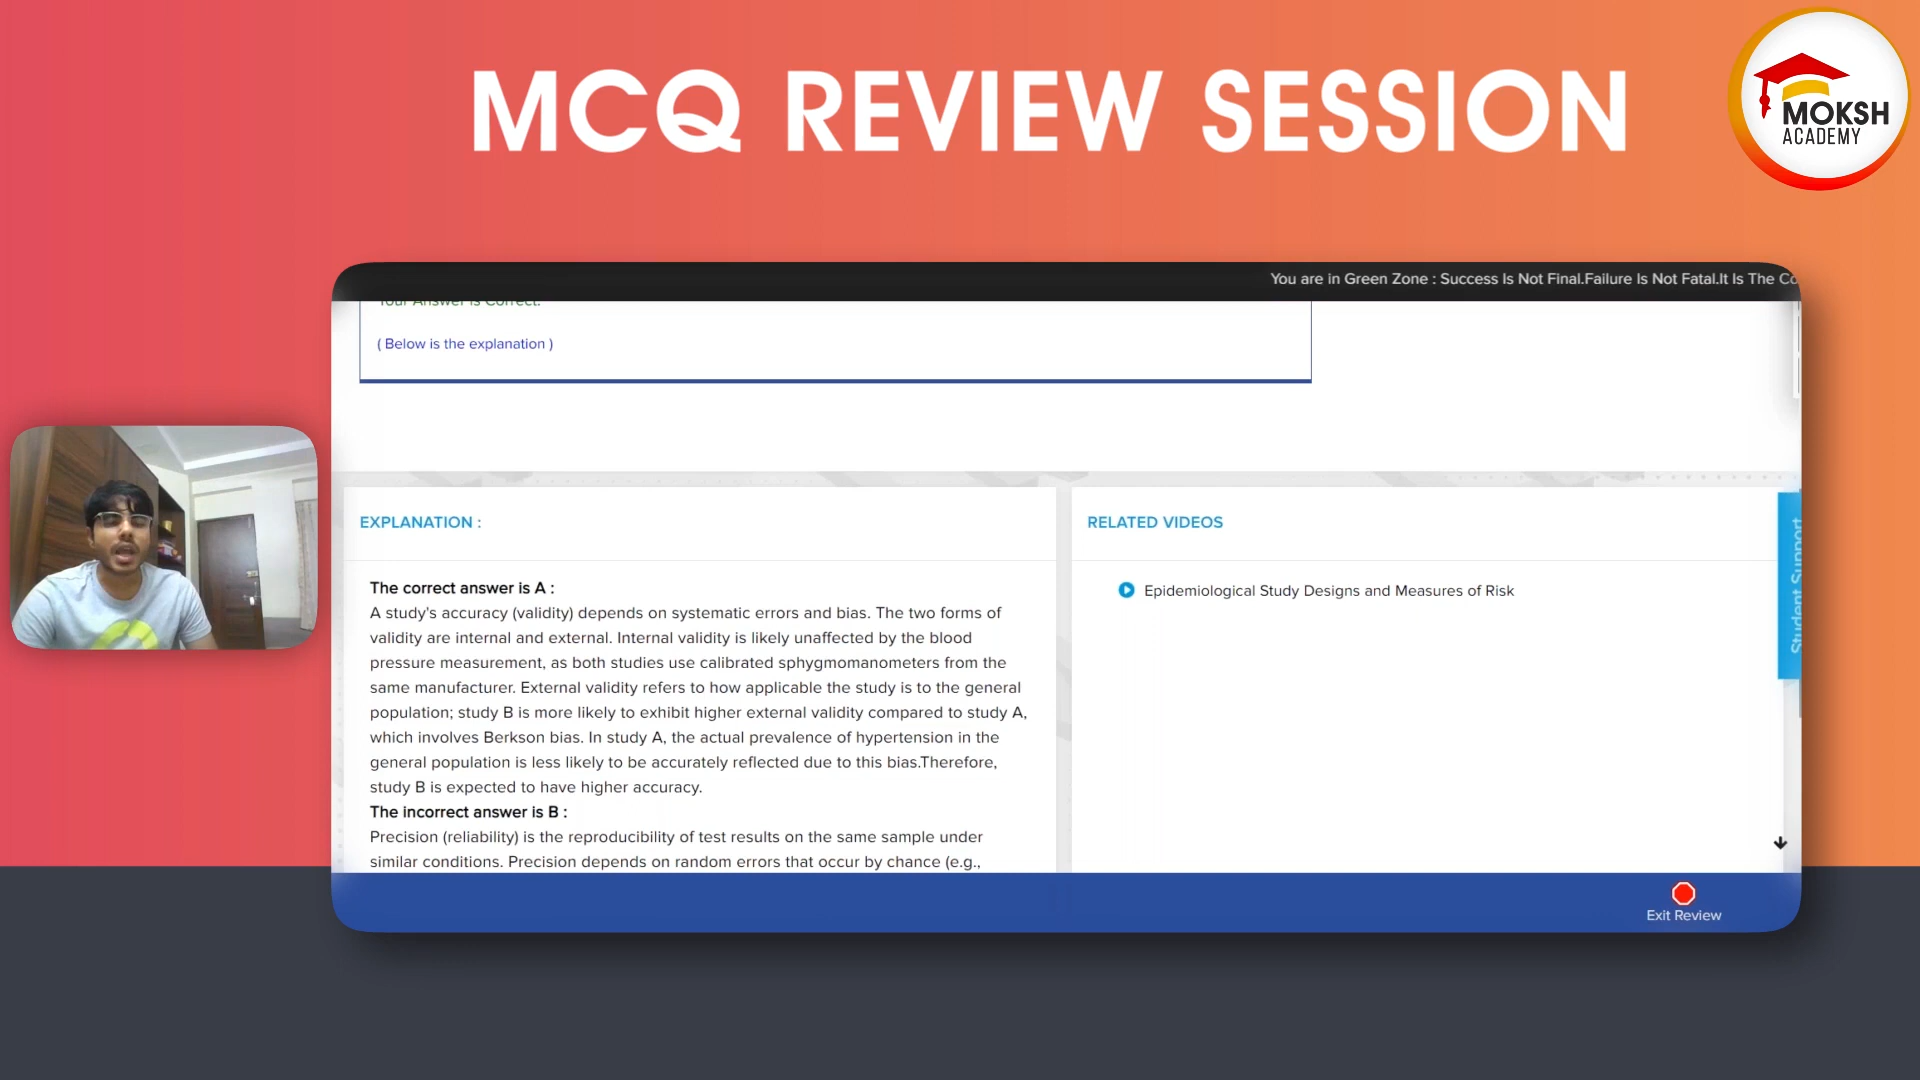 MCQ REVIEW SESSION
MOKSH
ACADEMY
You are in Green Zone : Success Is Not Final.Failure Is Not Fatal.It Is The Co
Your Answer is Correct.
( Below is the explanation )
EXPLANATION :
The correct answer is A :
A study's accuracy (validity) depends on systematic errors and bias. The two forms of
validity are internal and external. Internal validity is likely unaffected by the blood
pressure measurement, as both studies use calibrated sphygmomanometers from the
same manufacturer. External validity refers to how applicable the study is to the general
population; study B is more likely to exhibit higher external validity compared to study A,
which involves Berkson bias. In study A, the actual prevalence of hypertension in the
general population is less likely to be accurately reflected due to this bias.Therefore,
study B is expected to have higher accuracy.
The incorrect answer is B :
Precision (reliability) is the reproducibility of test results on the same sample under
similar conditions. Precision depends on random errors that occur by chance (e.g.,
RELATED VIDEOS
Epidemiological Study Designs and Measures of Risk
Student Support
Exit Review